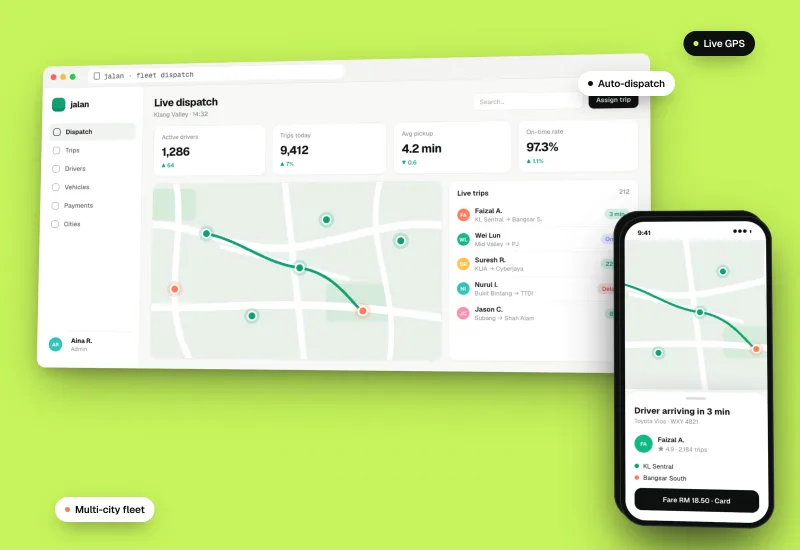 Live GPS
Auto-dispatch
jalan · fleet dispatch
jalan
Dispatch
Trips
Drivers
Vehicles
Payments
Cities
AR
Aina R.
Admin
Live dispatch
Klang Valley · 14:32
Search...
Assign trip
Active drivers
1,286
▲ 64
Trips today
9,412
▲ 7%
Avg pickup
4.2 min
▼ 0.6
On-time rate
97.3%
▲ 1.1%
Live trips
212
FA
Faizal A.
KL Sentral → Bangsar S.
3 min
WL
Wei Lun
Mid Valley → PJ
SR
Suresh R.
KLIA → Cyberjaya
22
NI
Nurul I.
Bukit Bintang → TTDI
JC
Jason C.
Subang → Shah Alam
9:41
Driver arriving in 3 min
Toyota Vios · WXY 4821
FA
Faizal A.
★ 4.9 · 2,184 trips
KL Sentral
Bangsar South
Fare RM 18.50 · Card
Multi-city fleet